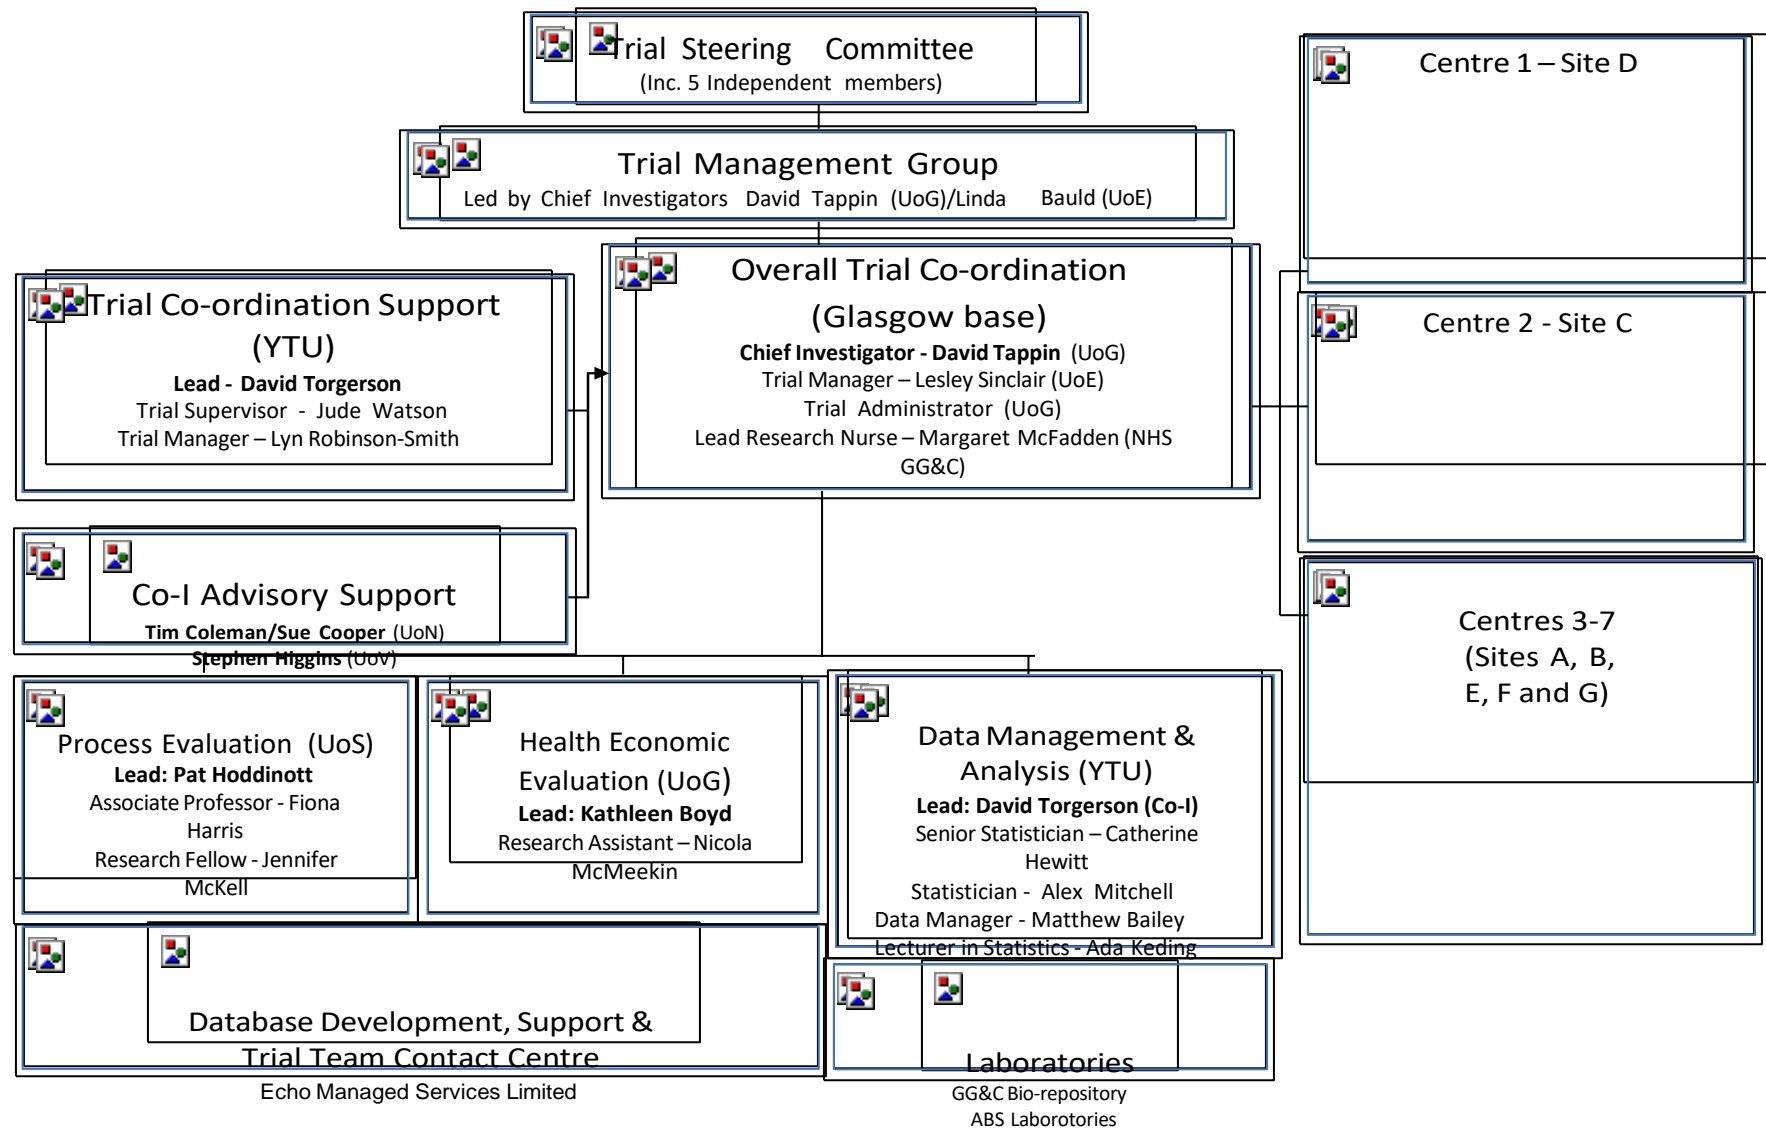 Trial Steering Committee
(Inc. 5 Independent members)
Trial Management Group
Led by Chief Investigators David Tappin (UoG)/Linda Bauld (UoE)
Overall Trial Co-ordination
(Glasgow base)
Chief Investigator - David Tappin (UoG)
Trial Manager – Lesley Sinclair (UoE)
Trial Administrator (UoG)
Lead Research Nurse – Margaret McFadden (NHS
GG&C)
Trial Co-ordination Support
(YTU)
Lead - David Torgerson
Trial Supervisor - Jude Watson
Trial Manager – Lyn Robinson-Smith
Co-I Advisory Support
Tim Coleman/Sue Cooper (UoN)
Stephen Higgins (UoV)
Centre 1 – Site D
Centre 2 - Site C
Centres 3-7
(Sites A, B,
E, F and G)
Process Evaluation (UoS)
Lead: Pat Hoddinott
Associate Professor - Fiona
Harris
Research Fellow - Jennifer
McKell
Health Economic
Evaluation (UoG)
Lead: Kathleen Boyd
Research Assistant – Nicola
McMeekin
Data Management &
Analysis (YTU)
Lead: David Torgerson (Co-I)
Senior Statistician – Catherine
Hewitt
Statistician - Alex Mitchell
Data Manager - Matthew Bailey
Lecturer in Statistics - Ada Keding
Database Development, Support &
Trial Team Contact Centre
Echo Managed Services Limited
Laboratories
GG&C Bio-repository
ABS Laborotories